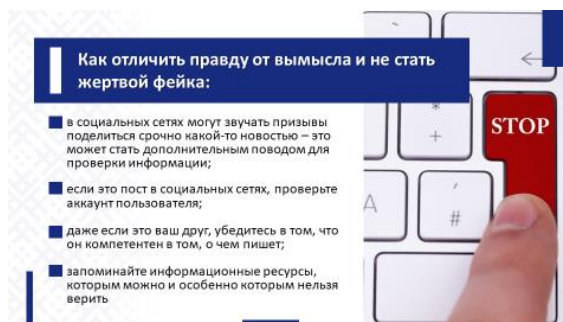 Как отличить правду от вымысла и не стать
жертвой фейка:
в социальных сетях могут звучать призывы
поделиться срочно какой-то новостью – это
может стать дополнительным поводом для
проверки информации;
если это пост в социальных сетях, проверьте
аккаунт пользователя;
даже если это ваш друг, убедитесь в том, что
он компетентен в том, о чем пишет;
запоминайте информационные ресурсы,
которым можно и особенно которым нельзя
верить
*
+
STOP
A
'
#